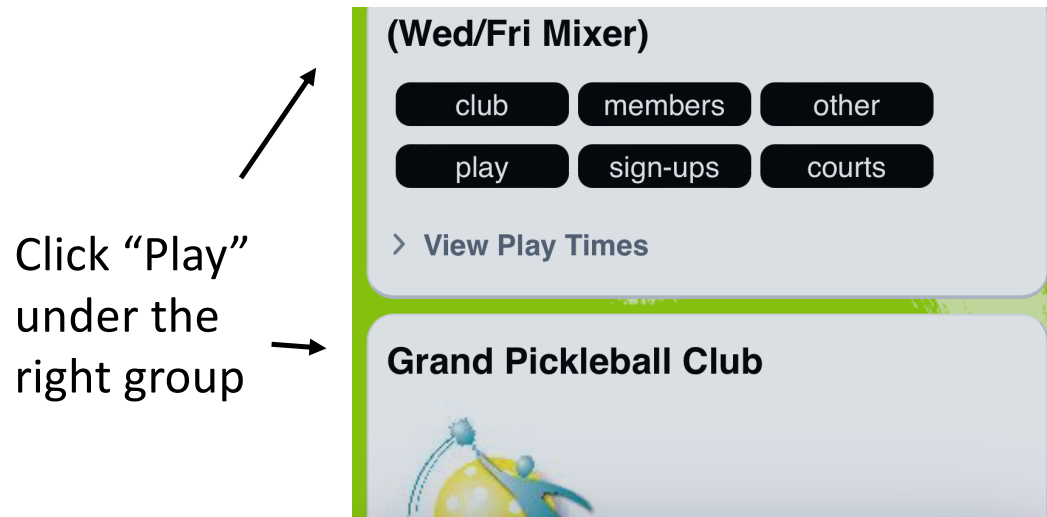 (Wed/Fri Mixer)
club members other
play sign-ups courts
View Play Times
Click “Play”
under the
right group
Grand Pickleball Club